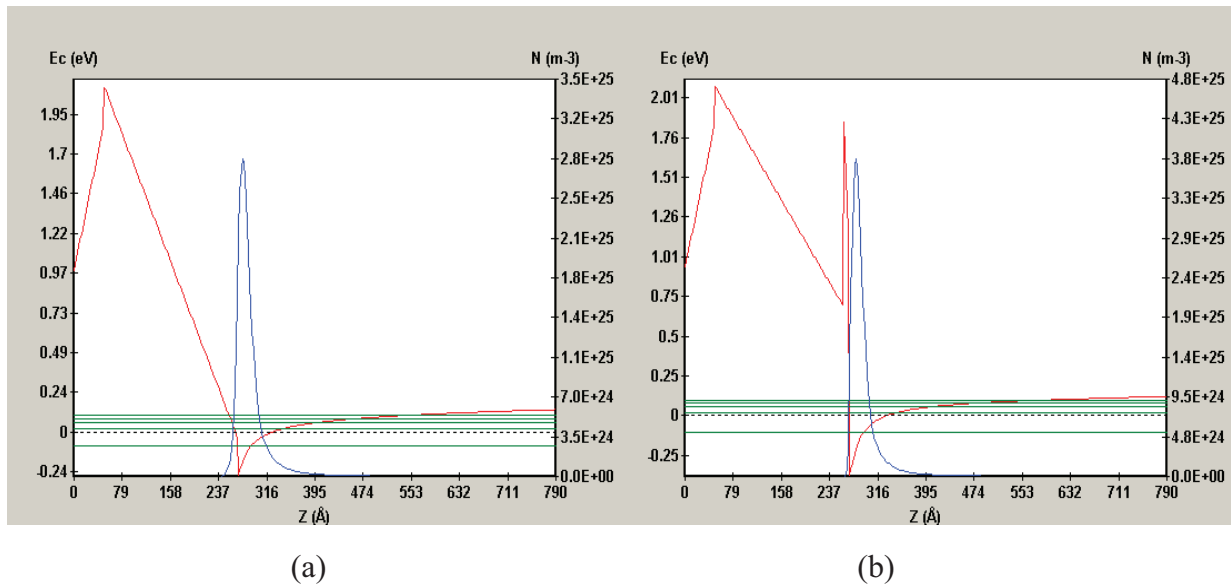 Ec (eV) N (m-3)
3.5E+25
3.2E+25
1.95
2.8E+25
1.7
2.5E+25
1.46
2.1E+25
1.22
1.8E+25
0.97
1.4E+25
0.73
1.1E+25
0.49
7.0E+24
0.24
3.5E+24
0
0.0E+00
-0.24
0 79 158 237 316 395 474 553 632 711 790
Z (Å)
(a)
Ec (eV) N (m-3)
4.8E+25
2.01
4.3E+25
1.76
3.8E+25
1.51
3.4E+25
1.26
2.9E+25
1.01
2.4E+25
0.75
1.9E+25
0.5
1.4E+25
0.25
9.5E+24
0
4.8E+24
-0.25
0.0E+00
0 79 158 237 316 395 474 553 632 711 790
Z (Å)
(b)